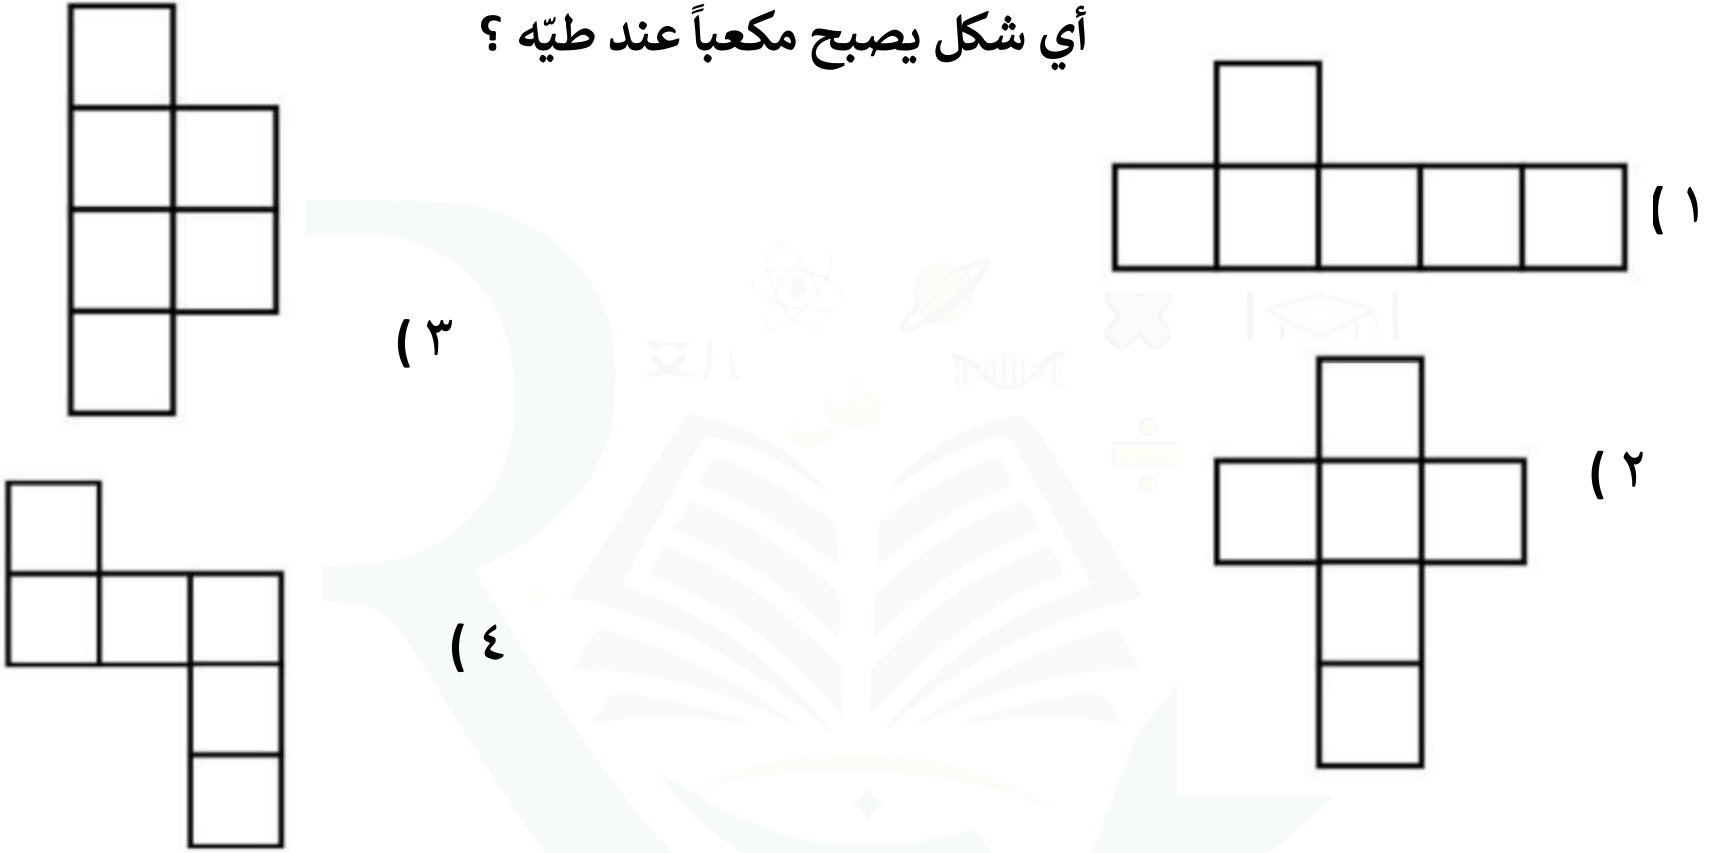 أي شكل يصبح مكعباً عند طيّه ؟
١ )
٢ )
٣ )
٤ )
ض